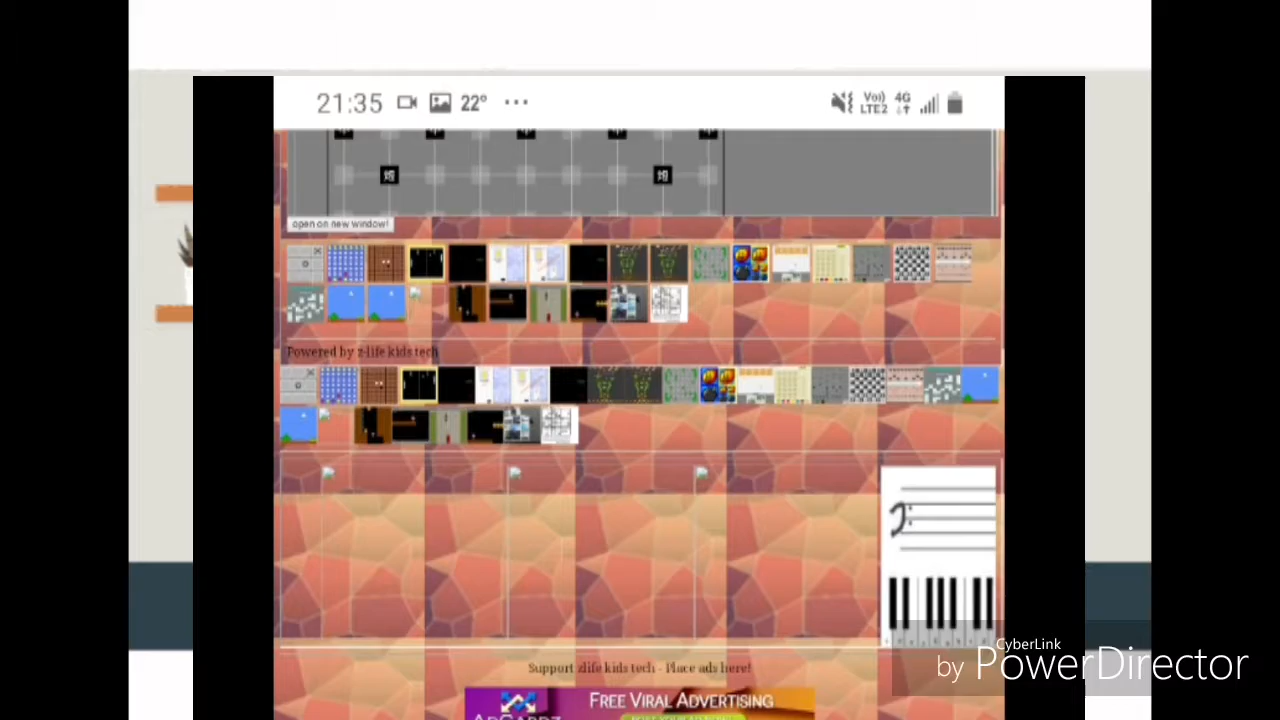 21:35 22° ...
Vo) 4G
LTE2
open on new window!
Powered by z-life kids tech
Support zlife kids tech - Place ads here!
FREE VIRAL ADVERTISING
CyberLink
by PowerDirector